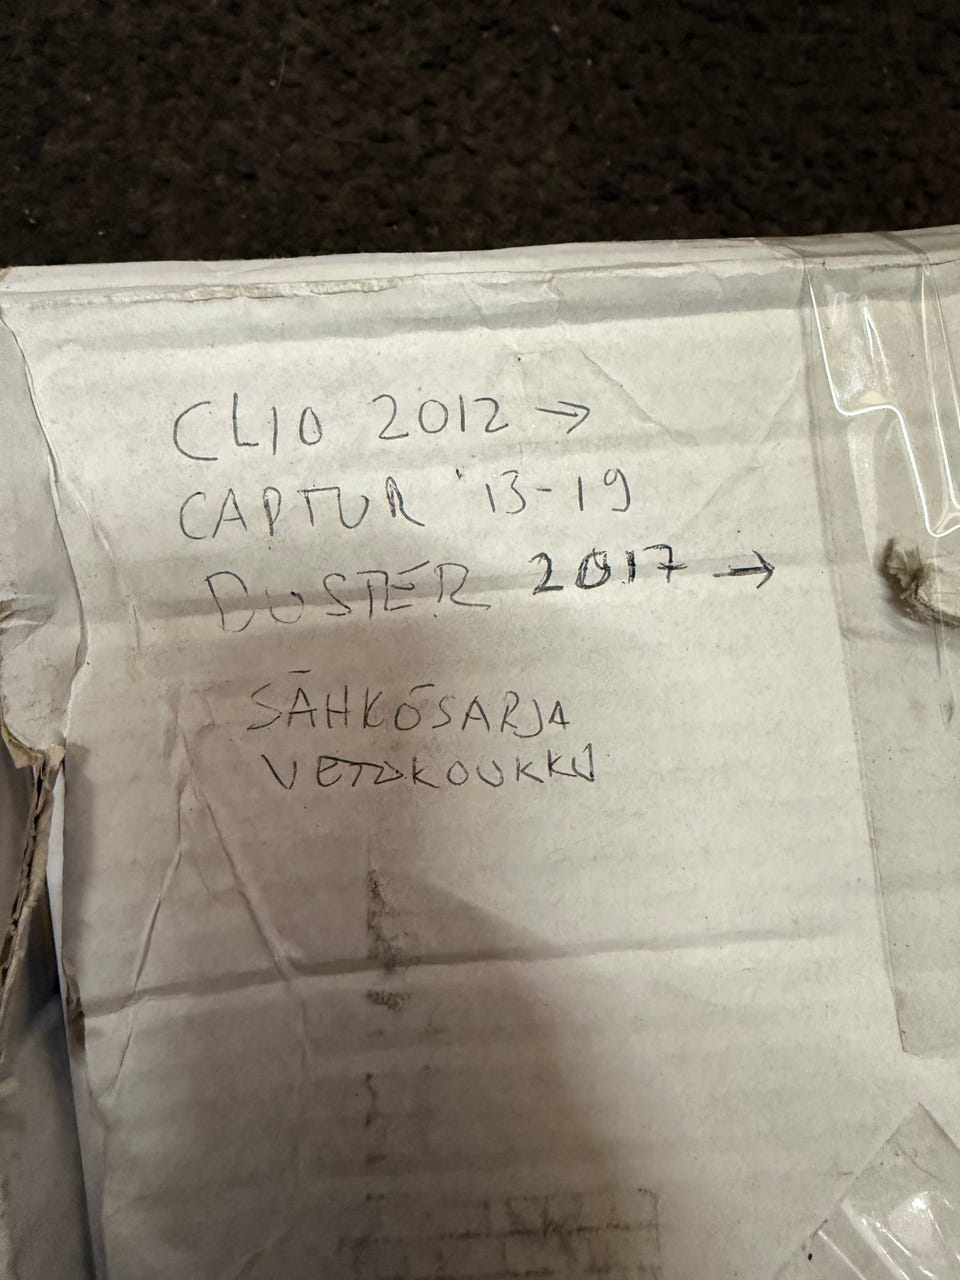 CLIO 2012 →
CAPTUR '13-19
DUSTER 2017 →
SÄHKÖSARJA
VETOKOUKKU